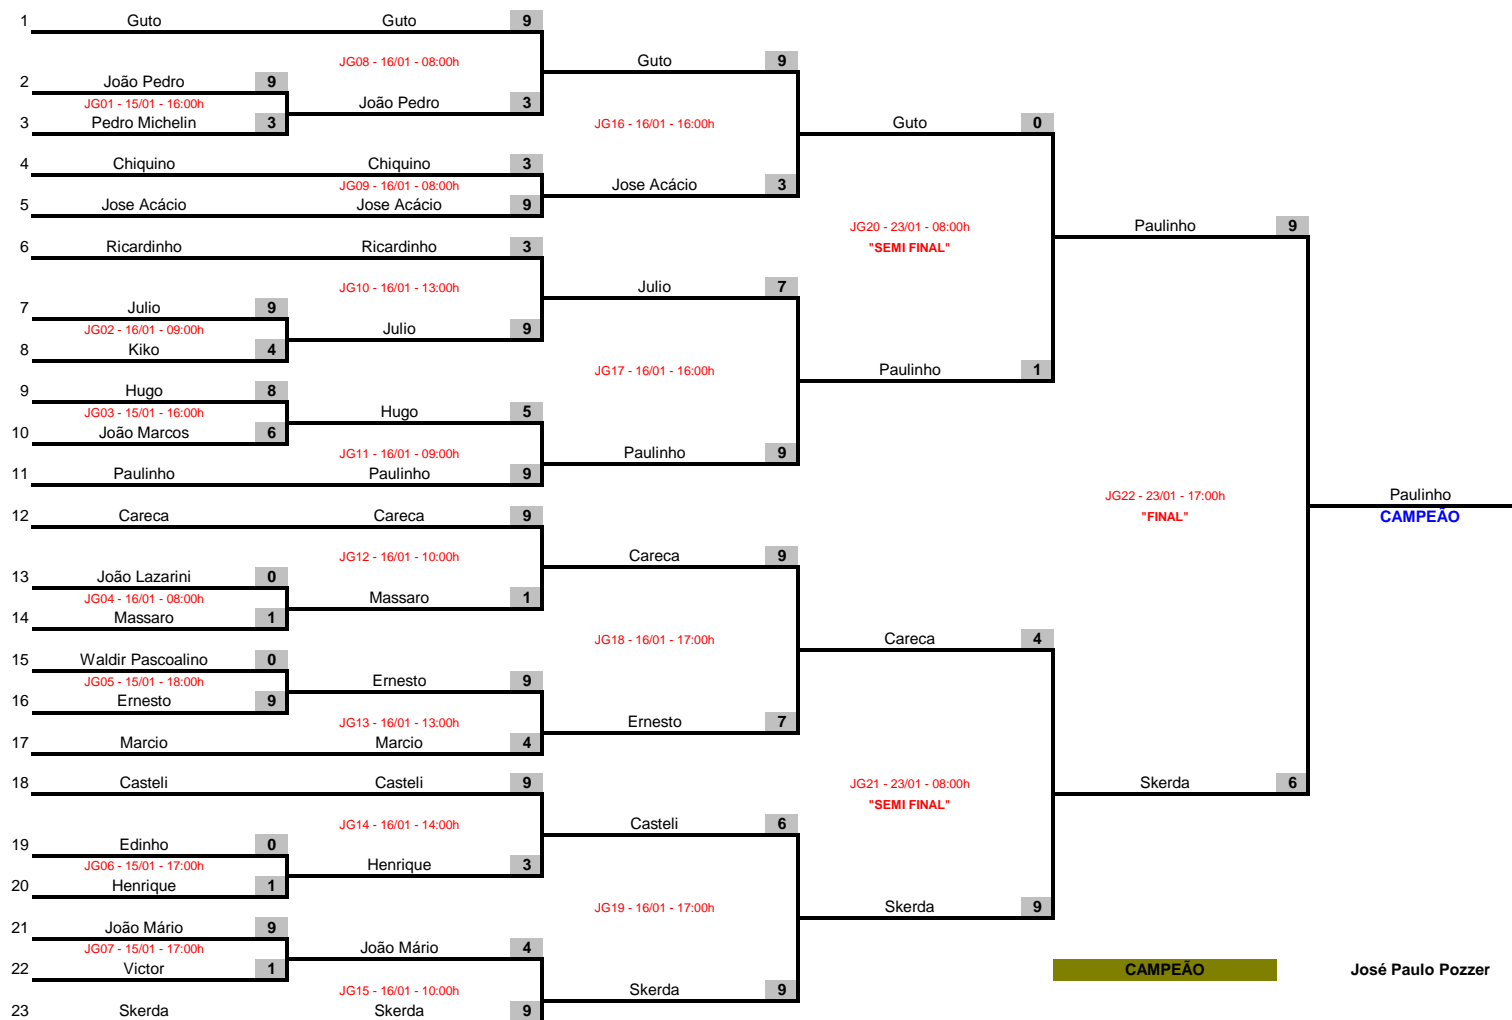 1 Guto Guto 9
JG08 - 16/01 - 08:00h Guto 9
2 João Pedro 9
JG01 - 15/01 - 16:00h João Pedro 3
3 Pedro Michelin 3 JG16 - 16/01 - 16:00h Guto 0
4 Chiquino Chiquino 3
JG09 - 16/01 - 08:00h Jose Acácio 3
5 Jose Acácio Jose Acácio 9
JG20 - 23/01 - 08:00h Paulinho 9
6 Ricardinho Ricardinho 3 "SEMI FINAL"
JG10 - 16/01 - 13:00h Julio 7
7 Julio 9
JG02 - 16/01 - 09:00h Julio 9
8 Kiko 4
JG17 - 16/01 - 16:00h Paulinho 1
9 Hugo 8
JG03 - 15/01 - 16:00h Hugo 5
10 João Marcos 6
JG11 - 16/01 - 09:00h Paulinho 9
11 Paulinho Paulinho 9
JG22 - 23/01 - 17:00h Paulinho
12 Careca Careca 9 "FINAL" CAMPEÃO
JG12 - 16/01 - 10:00h Careca 9
13 João Lazarini 0
JG04 - 16/01 - 08:00h Massaro 1
14 Massaro 1
JG18 - 16/01 - 17:00h Careca 4
15 Waldir Pascoalino 0
JG05 - 15/01 - 18:00h Ernesto 9
16 Ernesto 9
JG13 - 16/01 - 13:00h Ernesto 7
17 Marcio Marcio 4
18 Casteli Casteli 9 JG21 - 23/01 - 08:00h Skerda 6
"SEMI FINAL"
JG14 - 16/01 - 14:00h Casteli 6
19 Edinho 0
JG06 - 15/01 - 17:00h Henrique 3
20 Henrique 1
JG19 - 16/01 - 17:00h Skerda 9
21 João Mário 9
JG07 - 15/01 - 17:00h João Mário 4
22 Victor 1 CAMPEÃO José Paulo Pozzer
JG15 - 16/01 - 10:00h Skerda 9
23 Skerda Skerda 9